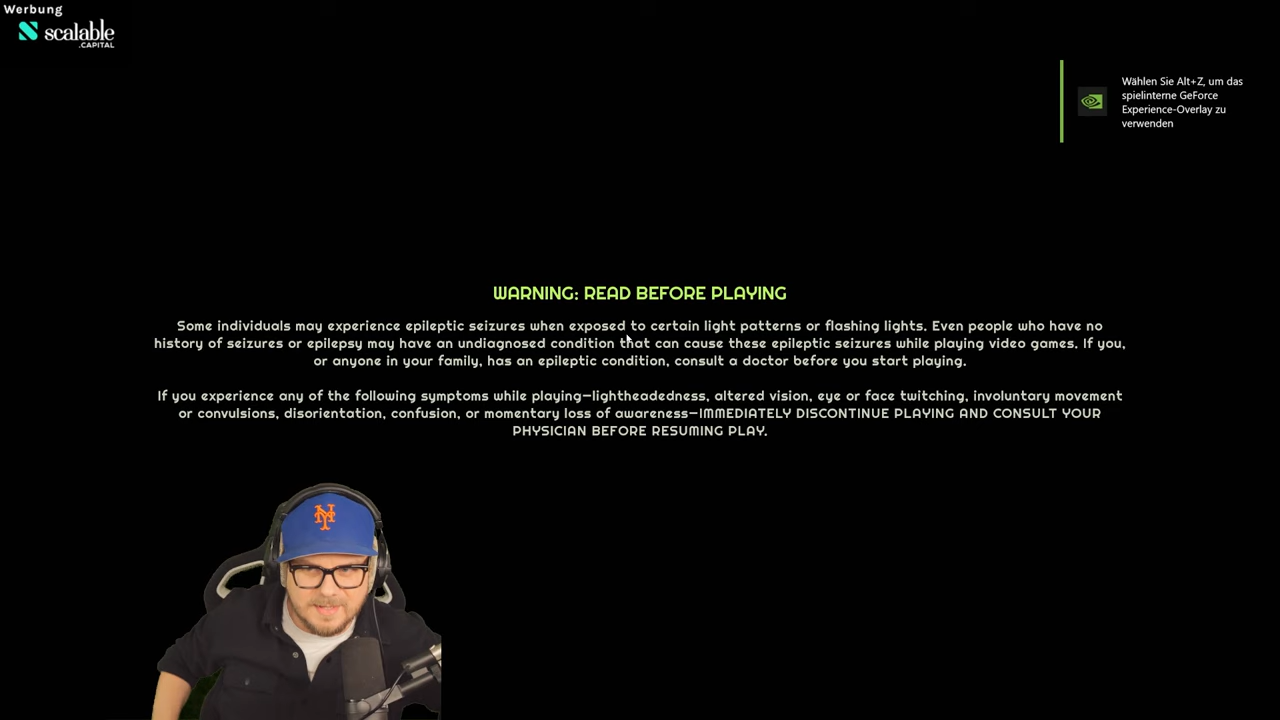 Werbung
scalable
.CAPITAL
Wählen Sie Alt+Z, um das
spielinterne GeForce
Experience-Overlay zu
verwenden
WARNING: READ BEFORE PLAYING
Some individuals may experience epileptic seizures when exposed to certain light patterns or flashing lights. Even people who have no
history of seizures or epilepsy may have an undiagnosed condition that can cause these epileptic seizures while playing video games. If you,
or anyone in your family, has an epileptic condition, consult a doctor before you start playing.
If you experience any of the following symptoms while playing—lightheadedness, altered vision, eye or face twitching, involuntary movement
or convulsions, disorientation, confusion, or momentary loss of awareness—IMMEDIATELY DISCONTINUE PLAYING AND CONSULT YOUR
PHYSICIAN BEFORE RESUMING PLAY.
NY